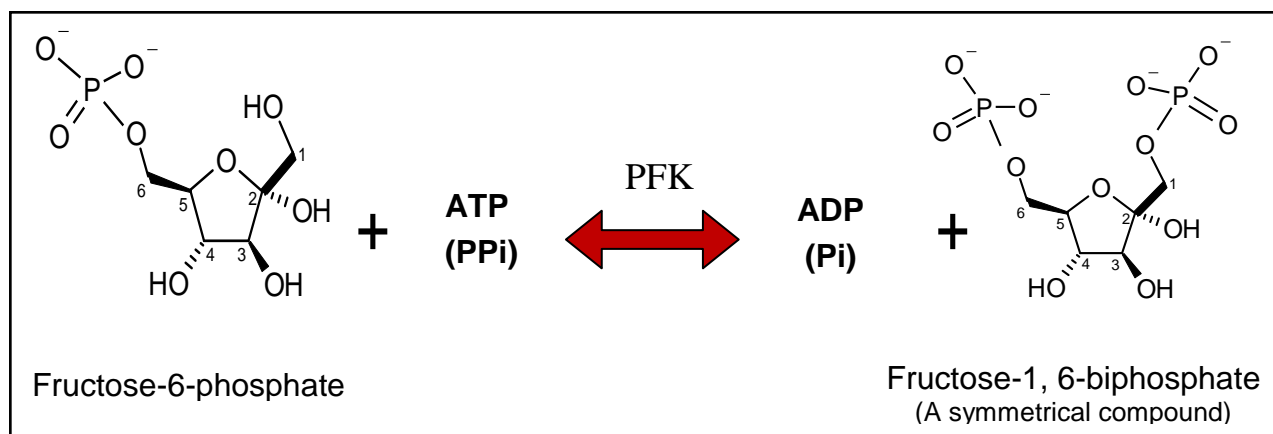 O⁻
O⁻
P
O
O
HO
1
O
6
5
2
OH
4
3
HO
OH
+
ATP
(PPi)
PFK
ADP
(Pi)
+
O⁻
O⁻
P
O
O
O⁻
O⁻
P
O
O
O
1
6
5
2
OH
4
3
HO
OH
Fructose-6-phosphate
Fructose-1, 6-biphosphate
(A symmetrical compound)